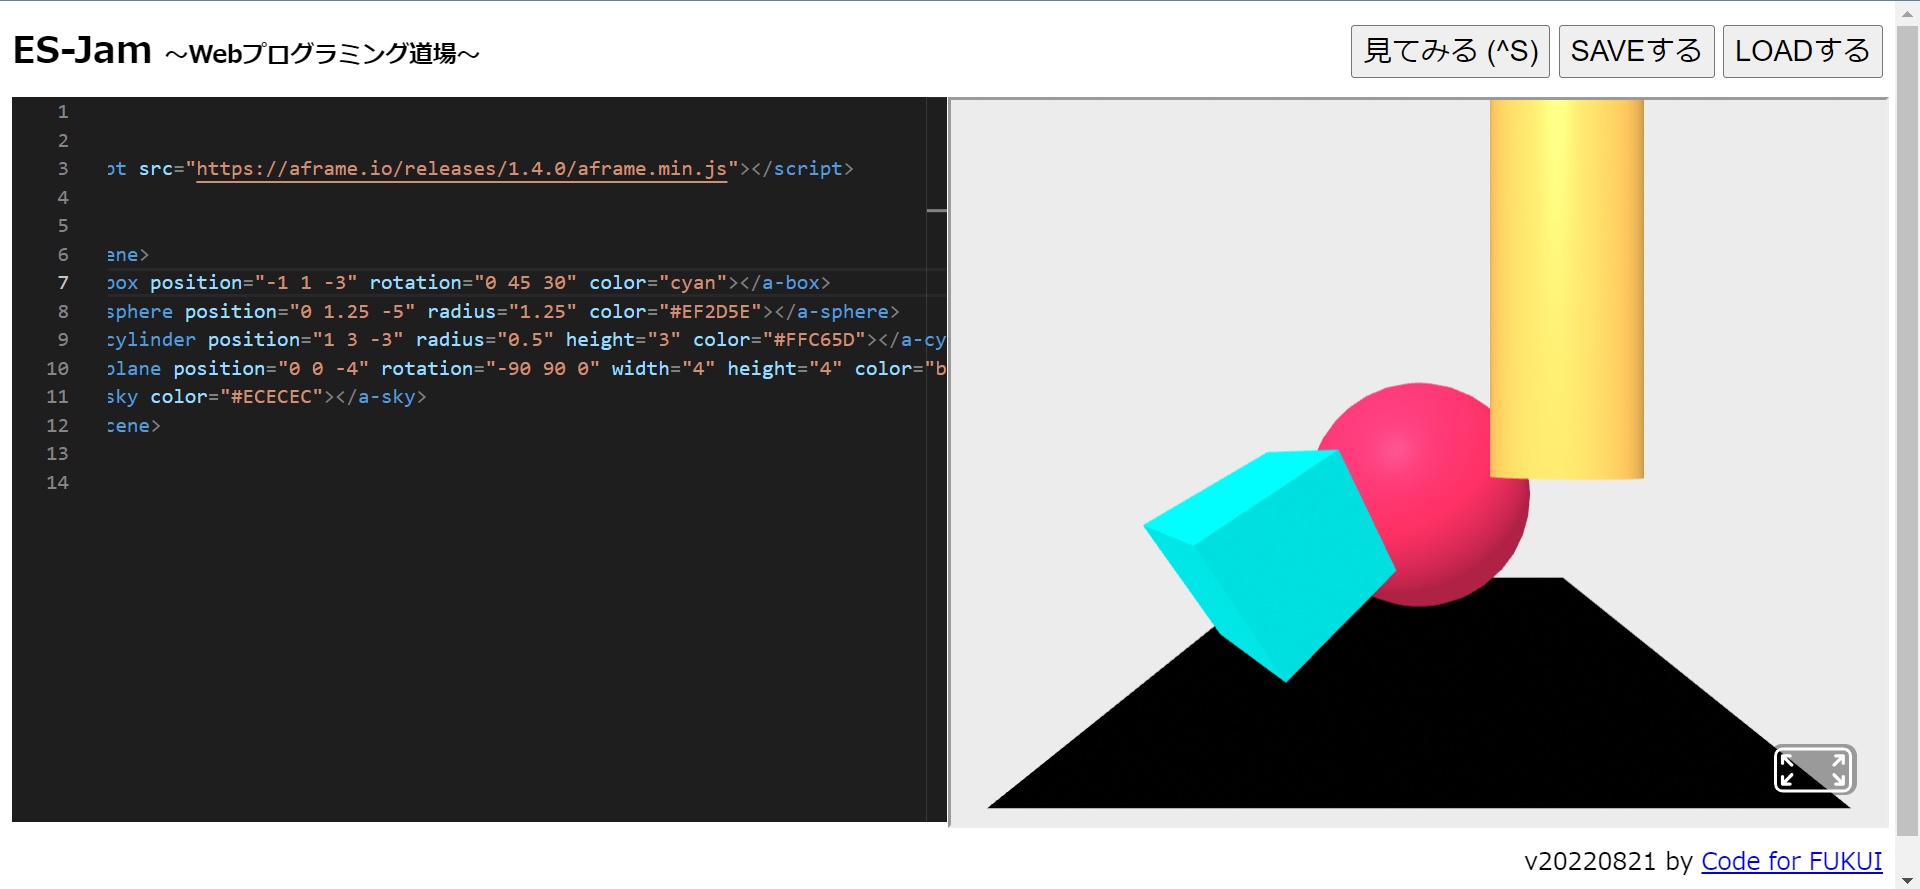 ES-Jam ～Webプログラミング道場～
見てみる (^S) SAVEする LOADする
1
2
3 pt src="https://aframe.io/releases/1.4.0/aframe.min.js"></script>
4
5
6 ene>
7 box position="-1 1 -3" rotation="0 45 30" color="cyan"></a-box>
8 sphere position="0 1.25 -5" radius="1.25" color="#EF2D5E"></a-sphere>
9 cylinder position="1 3 -3" radius="0.5" height="3" color="#FFC65D"></a-cy
10 plane position="0 0 -4" rotation="-90 90 0" width="4" height="4" color="b
11 sky color="#ECECEC"></a-sky>
12 cene>
13
14
v20220821 by Code for FUKUI